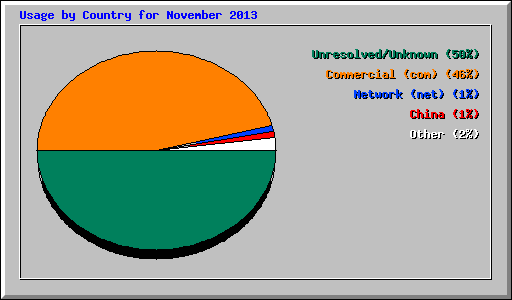 Usage by Country for November 2013
Unresolved/Unknown (50%)
Commercial (com) (46%)
Network (net) (1%)
China (1%)
Other (2%)